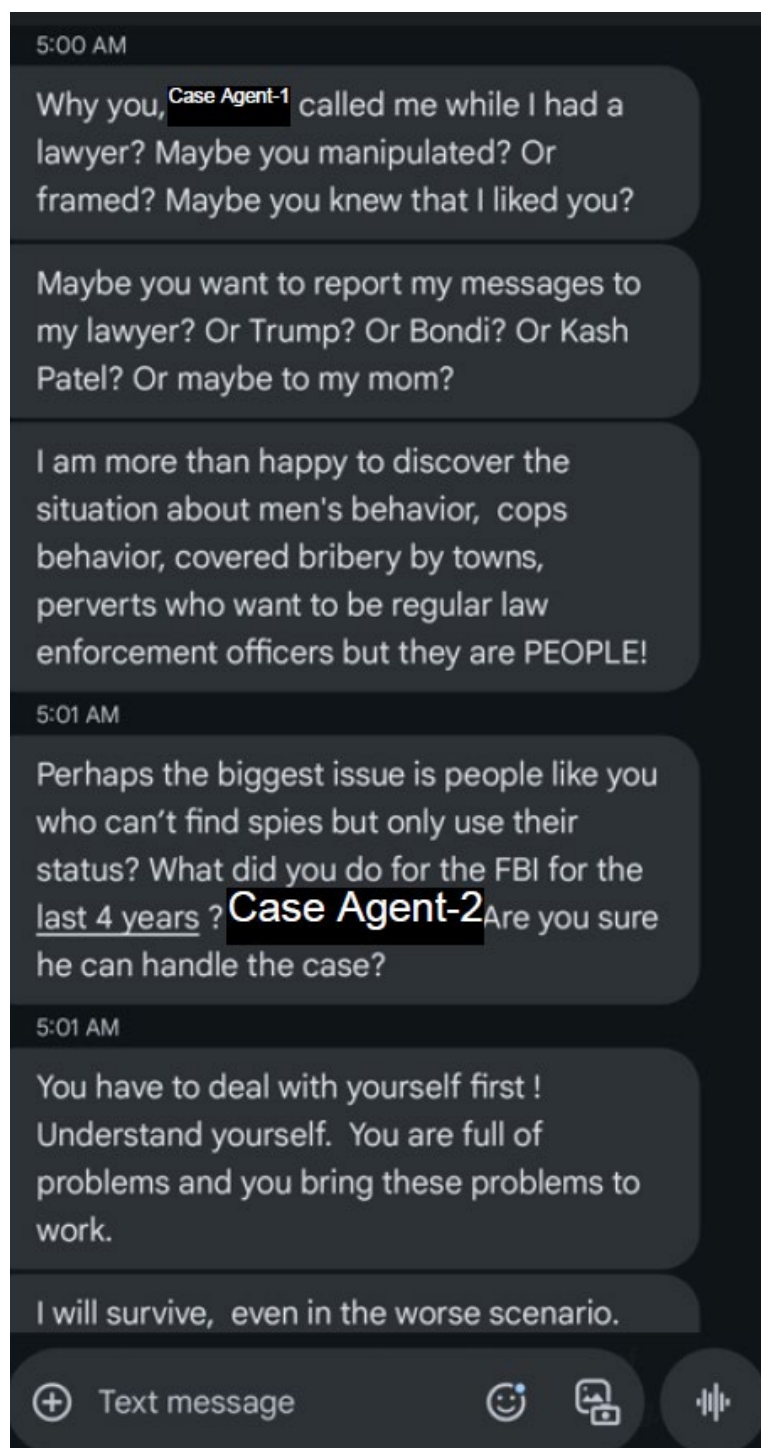 5:00 AM
Why you, Case Agent-1 called me while I had a
lawyer? Maybe you manipulated? Or
framed? Maybe you knew that I liked you?
Maybe you want to report my messages to
my lawyer? Or Trump? Or Bondi? Or Kash
Patel? Or maybe to my mom?
I am more than happy to discover the
situation about men's behavior,  cops
behavior, covered bribery by towns,
perverts who want to be regular law
enforcement officers but they are PEOPLE!
5:01 AM
Perhaps the biggest issue is people like you
who can’t find spies but only use their
status? What did you do for the FBI for the
last 4 years ? Case Agent-2 Are you sure
he can handle the case?
5:01 AM
You have to deal with yourself first !
Understand yourself.  You are full of
problems and you bring these problems to
work.
I will survive,  even in the worse scenario.
Text message